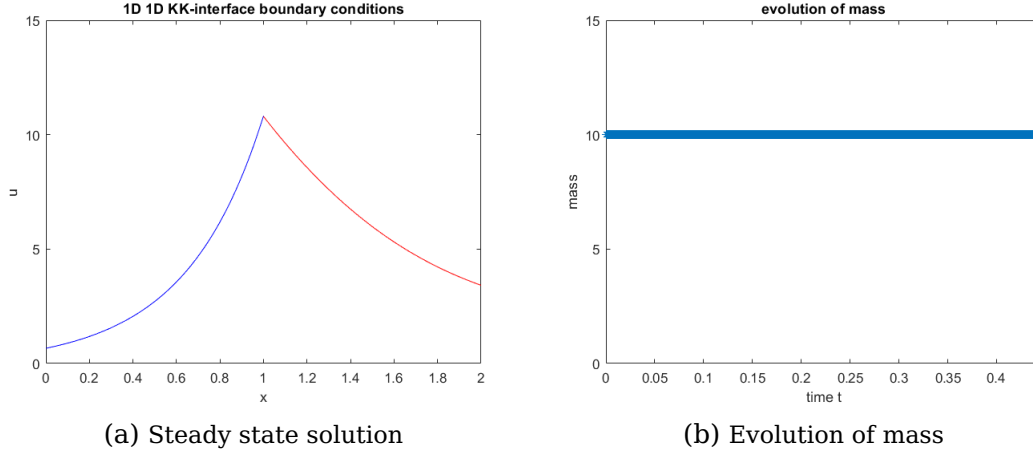 1D 1D KK-interface boundary conditions
15
10
5
0
u
0 0.2 0.4 0.6 0.8 1 1.2 1.4 1.6 1.8 2
x
(a) Steady state solution
evolution of mass
15
10
5
0
mass
0 0.05 0.1 0.15 0.2 0.25 0.3 0.35 0.4
time t
(b) Evolution of mass